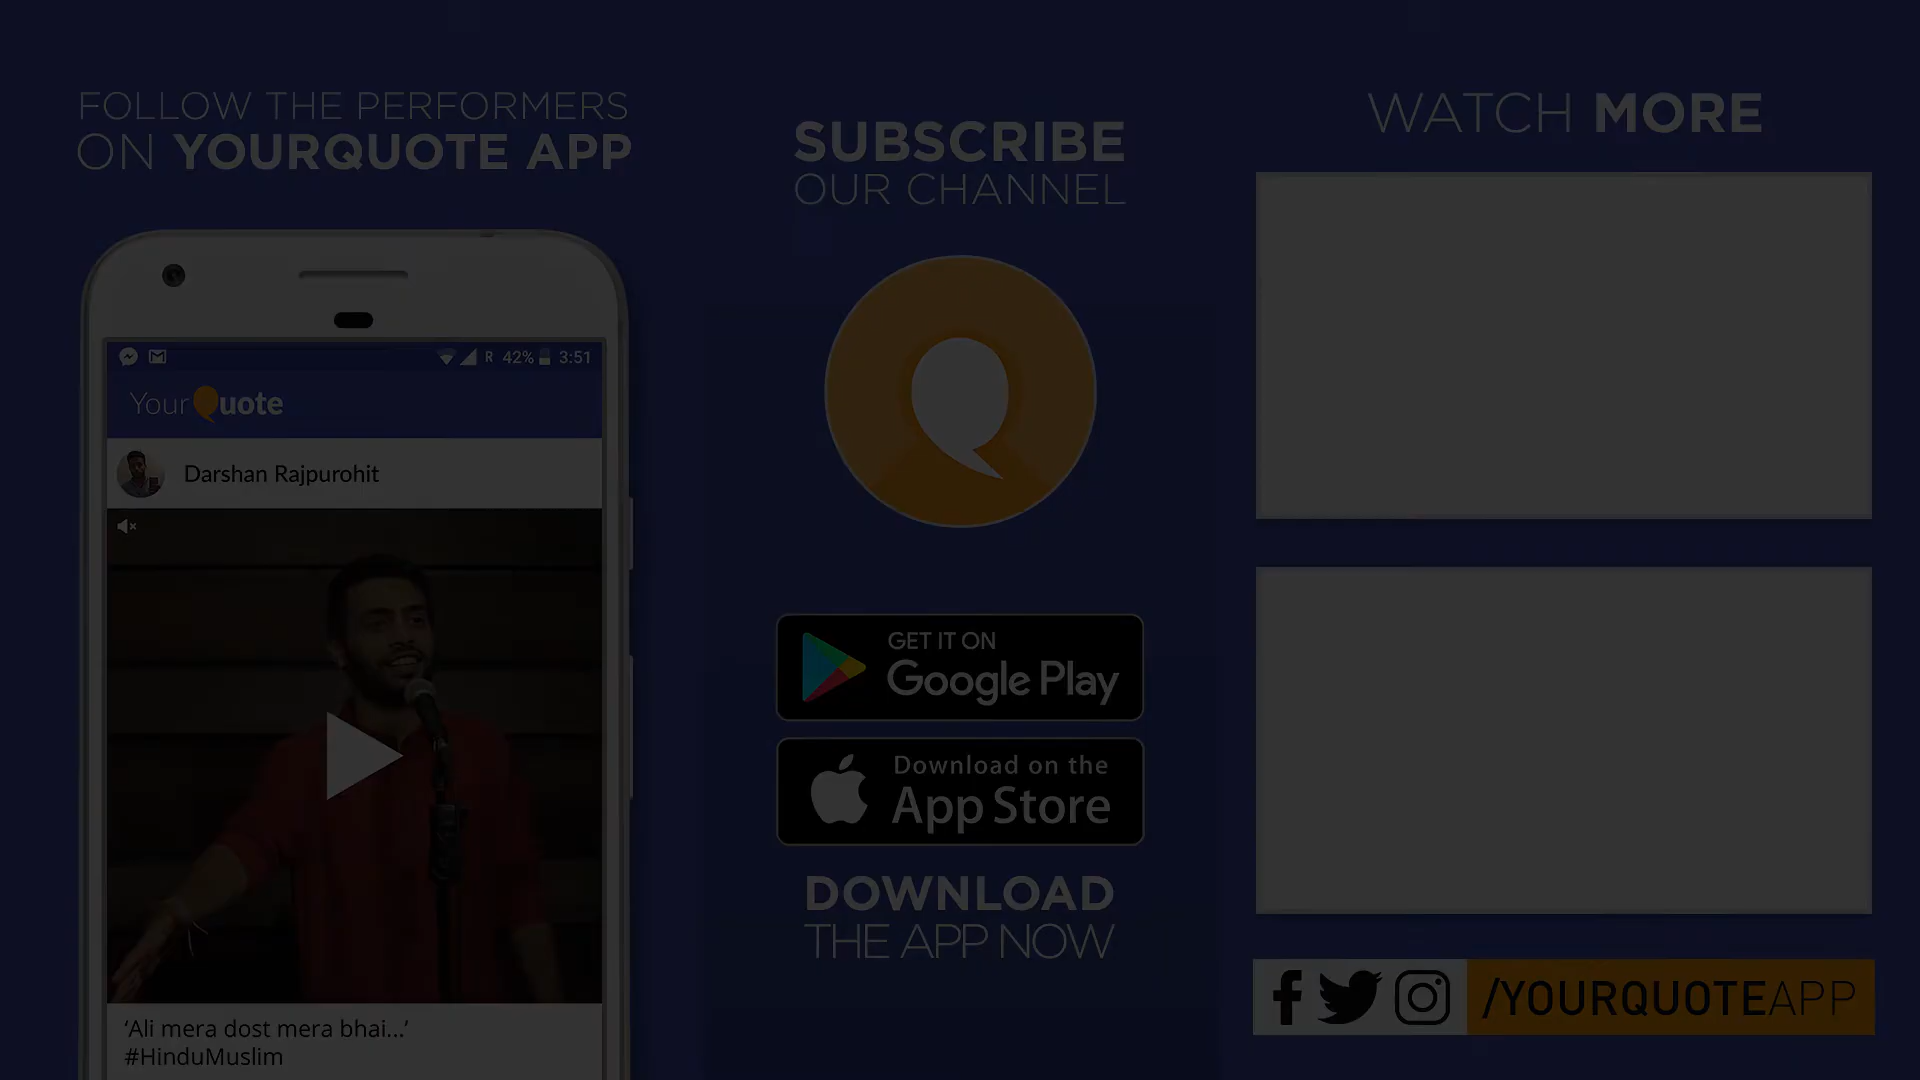 FOLLOW THE PERFORMERS
ON YOURQUOTE APP
R 42% 3:51
YourQuote
Darshan Rajpurohit
‘Ali mera dost mera bhai...’
#HinduMuslim
SUBSCRIBE
OUR CHANNEL
GET IT ON
Google Play
Download on the
App Store
DOWNLOAD
THE APP NOW
WATCH MORE
/YOURQUOTEAPP